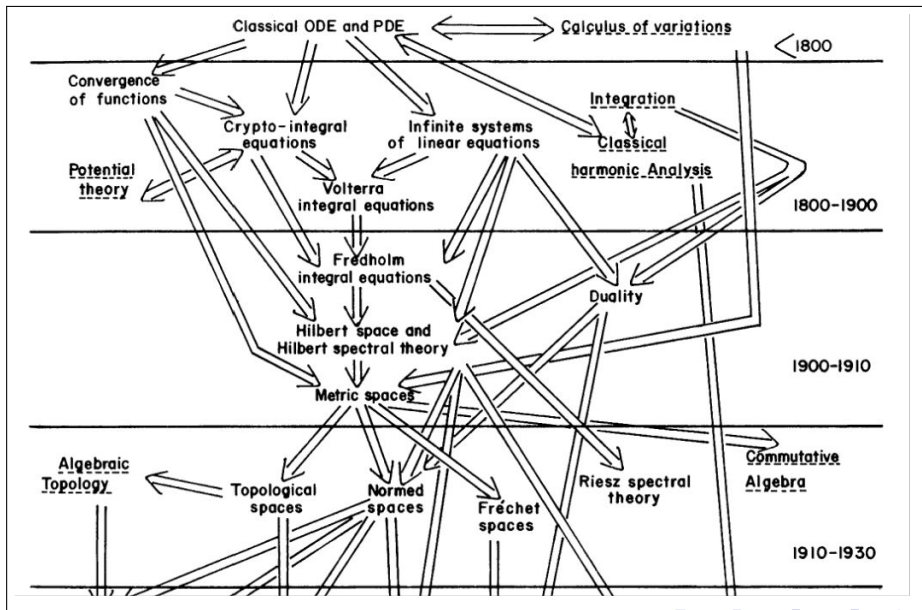 Classical ODE and PDE
Calculus of variations
1800
Convergence
of functions
Integration
Crypto-integral
equations
Infinite systems
of linear equations
Classical
harmonic Analysis
Potential
theory
Volterra
integral equations
1800-1900
Fredholm
integral equations
Duality
Hilbert space and
Hilbert spectral theory
1900-1910
Metric spaces
Algebraic
Topology
Commutative
Algebra
Topological
spaces
Normed
spaces
Riesz spectral
theory
Fréchet
spaces
1910-1930